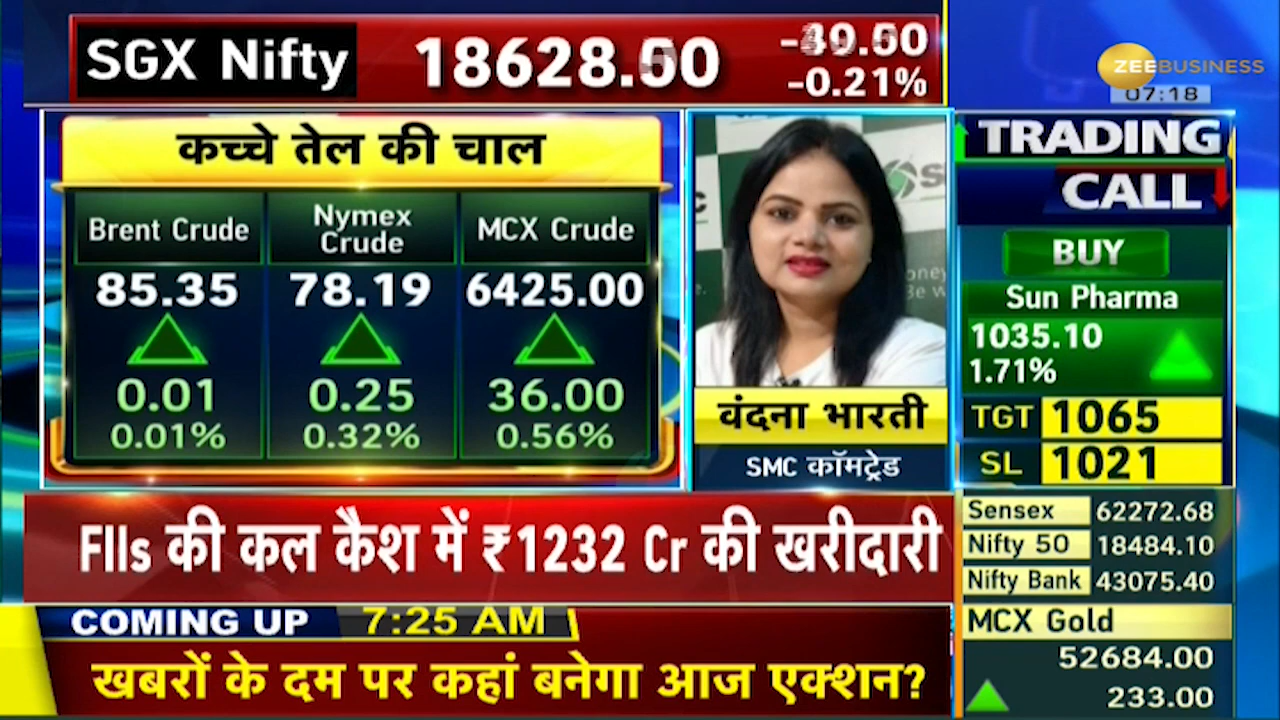 SGX Nifty
18628.50
-0.21%
ZEEBUSINESS
07:18
कच्चे तेल की चाल
Brent Crude
Nymex
Crude
MCX Crude
85.35
78.19
6425.00
0.01
0.25
36.00
0.01%
0.32%
0.56%
वंदना भारती
SMC कॉमट्रेड
TRADING
CALL
BUY
Sun Pharma
1035.10
1.71%
TGT 1065
SL 1021
Sensex 62272.68
Nifty 50 18484.10
Nifty Bank 43075.40
MCX Gold
52684.00
233.00
FIIs की कल कैश में ₹1232 Cr की खरीदारी
COMING UP 7:25 AM
खबरों के दम पर कहां बनेगा आज एक्शन?